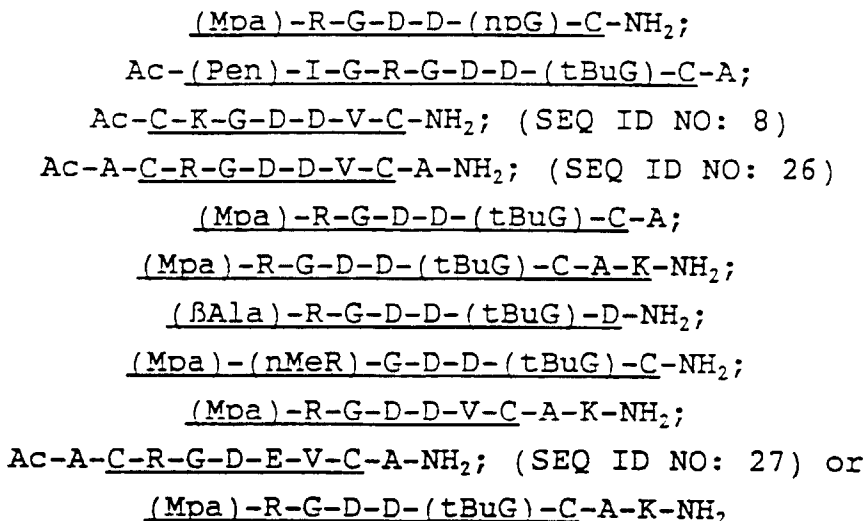 (Mpa)-R-G-D-D-(npG)-C-NH₂;
Ac-(Pen)-I-G-R-G-D-D-(tBuG)-C-A;
Ac-C-K-G-D-D-V-C-NH₂; (SEQ ID NO: 8)
Ac-A-C-R-G-D-D-V-C-A-NH₂; (SEQ ID NO: 26)
(Mpa)-R-G-D-D-(tBuG)-C-A;
(Mpa)-R-G-D-D-(tBuG)-C-A-K-NH₂;
(βAla)-R-G-D-D-(tBuG)-D-NH₂;
(Mpa)-(nMeR)-G-D-D-(tBuG)-C-NH₂;
(Mpa)-R-G-D-D-V-C-A-K-NH₂;
Ac-A-C-R-G-D-E-V-C-A-NH₂; (SEQ ID NO: 27) or
(Mpa)-R-G-D-D-(tBuG)-C-A-K-NH₂